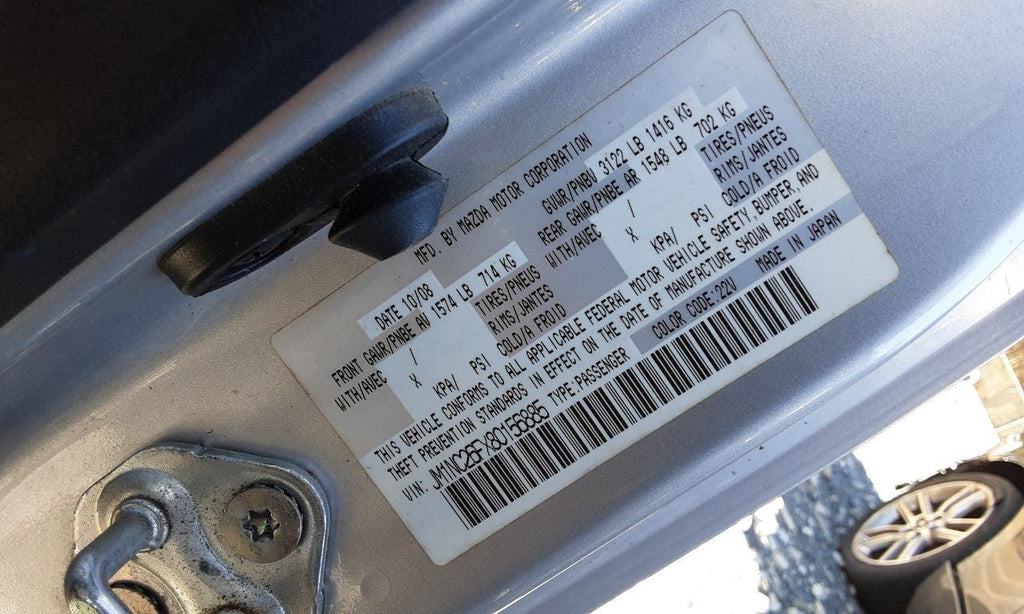 MFD. BY MAZDA MOTOR CORPORATION
DATE 10/08 GVWR/PNBV 3122 LB 1416 KG
FRONT GAWR/PNBE AV 1574 LB 714 KG REAR GAWR/PNBE AR 1548 LB 702 KG
WITH/AVEC / TIRES/PNEUS WITH/AVEC / TIRES/PNEUS
X RIMS/JANTES X RIMS/JANTES
KPA/ PSI COLD/A FROID KPA/ PSI COLD/A FROID
THIS VEHICLE CONFORMS TO ALL APPLICABLE FEDERAL MOTOR VEHICLE SAFETY, BUMPER, AND
THEFT PREVENTION STANDARDS IN EFFECT ON THE DATE OF MANUFACTURE SHOWN ABOVE.
VIN: TYPE:PASSENGER COLOR CODE:22V MADE IN JAPAN